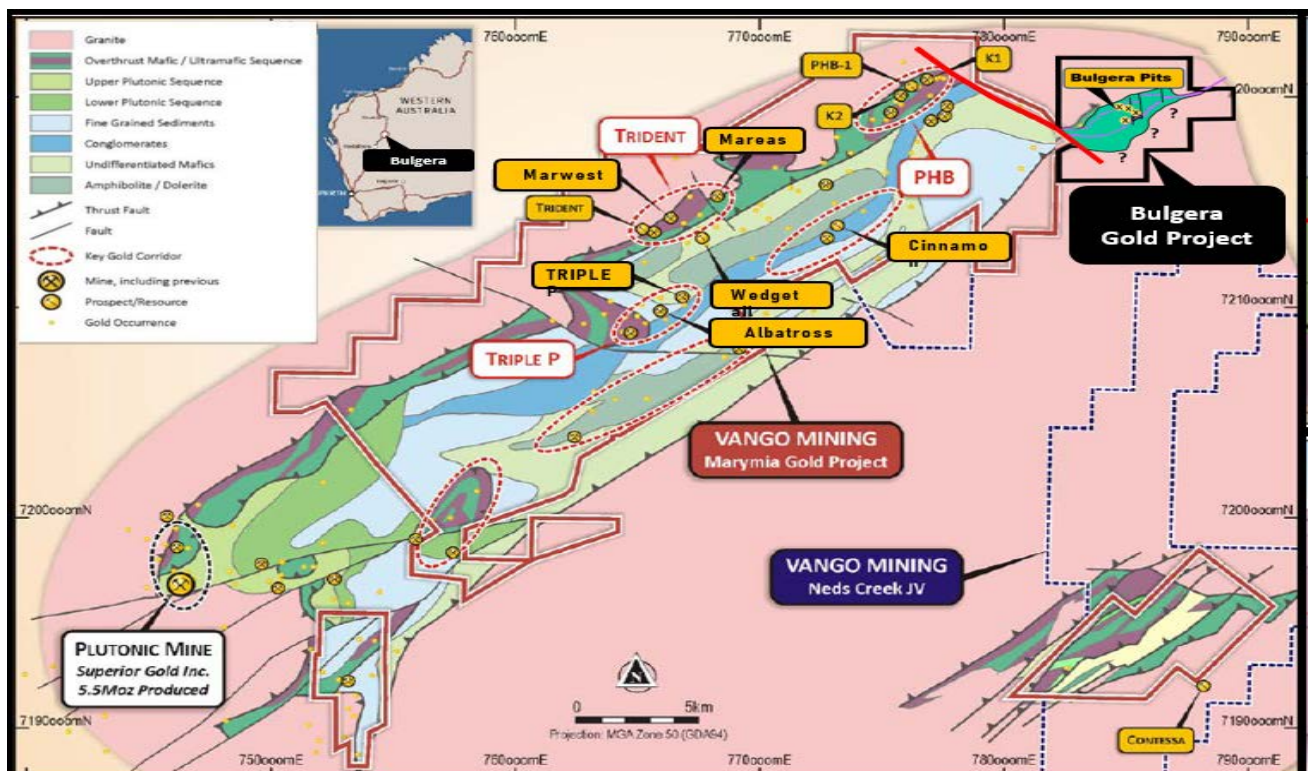 Granite
Overthrust Mafic / Ultramafic Sequence
Upper Plutonic Sequence
Lower Plutonic Sequence
Fine Grained Sediments
Conglomerates
Undifferentiated Mafics
Amphibolite / Dolerite
Thrust Fault
Fault
Key Gold Corridor
Mine, including previous
Prospect/Resource
Gold Occurrence
WESTERN
AUSTRALIA
Bulgera
760000mE
770000mE
780000mE
790000mE
PHB-1
K1
K2
Bulgera Pits
20000mN
?
?
?
TRIDENT
Mareas
Marwest
TRIDENT
PHB
Bulgera
Gold Project
Cinnamo
TRIPLE
P
Wedget
ail
Albatross
7210000mN
TRIPLE P
VANGO MINING
Marymia Gold Project
7200000mN
7200000mN
VANGO MINING
Neds Creek JV
PLUTONIC MINE
Superior Gold Inc.
5.5Moz Produced
0
5km
Projection: MGA Zone 50 (GDA94)
7190000mN
7190000mN
CONTESSA
750000mE
760000mE
770000mE
780000mE
790000mE